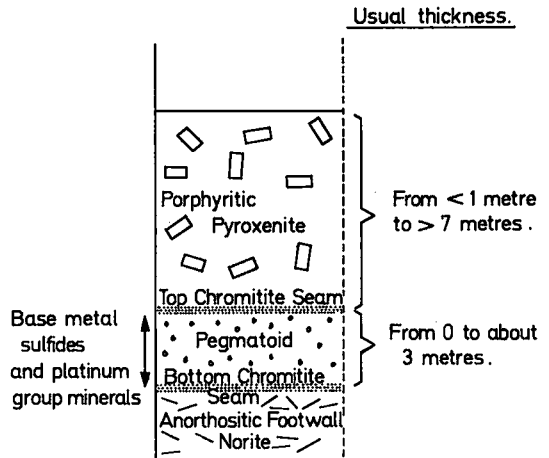 Usual thickness.
Porphyritic
Pyroxenite
From < 1 metre
to > 7 metres.
Top Chromitite Seam
Base metal
sulfides
and platinum
group minerals
Pegmatoid
From 0 to about
3 metres.
Bottom Chromitite
Seam
Anorthositic Footwall
Norite